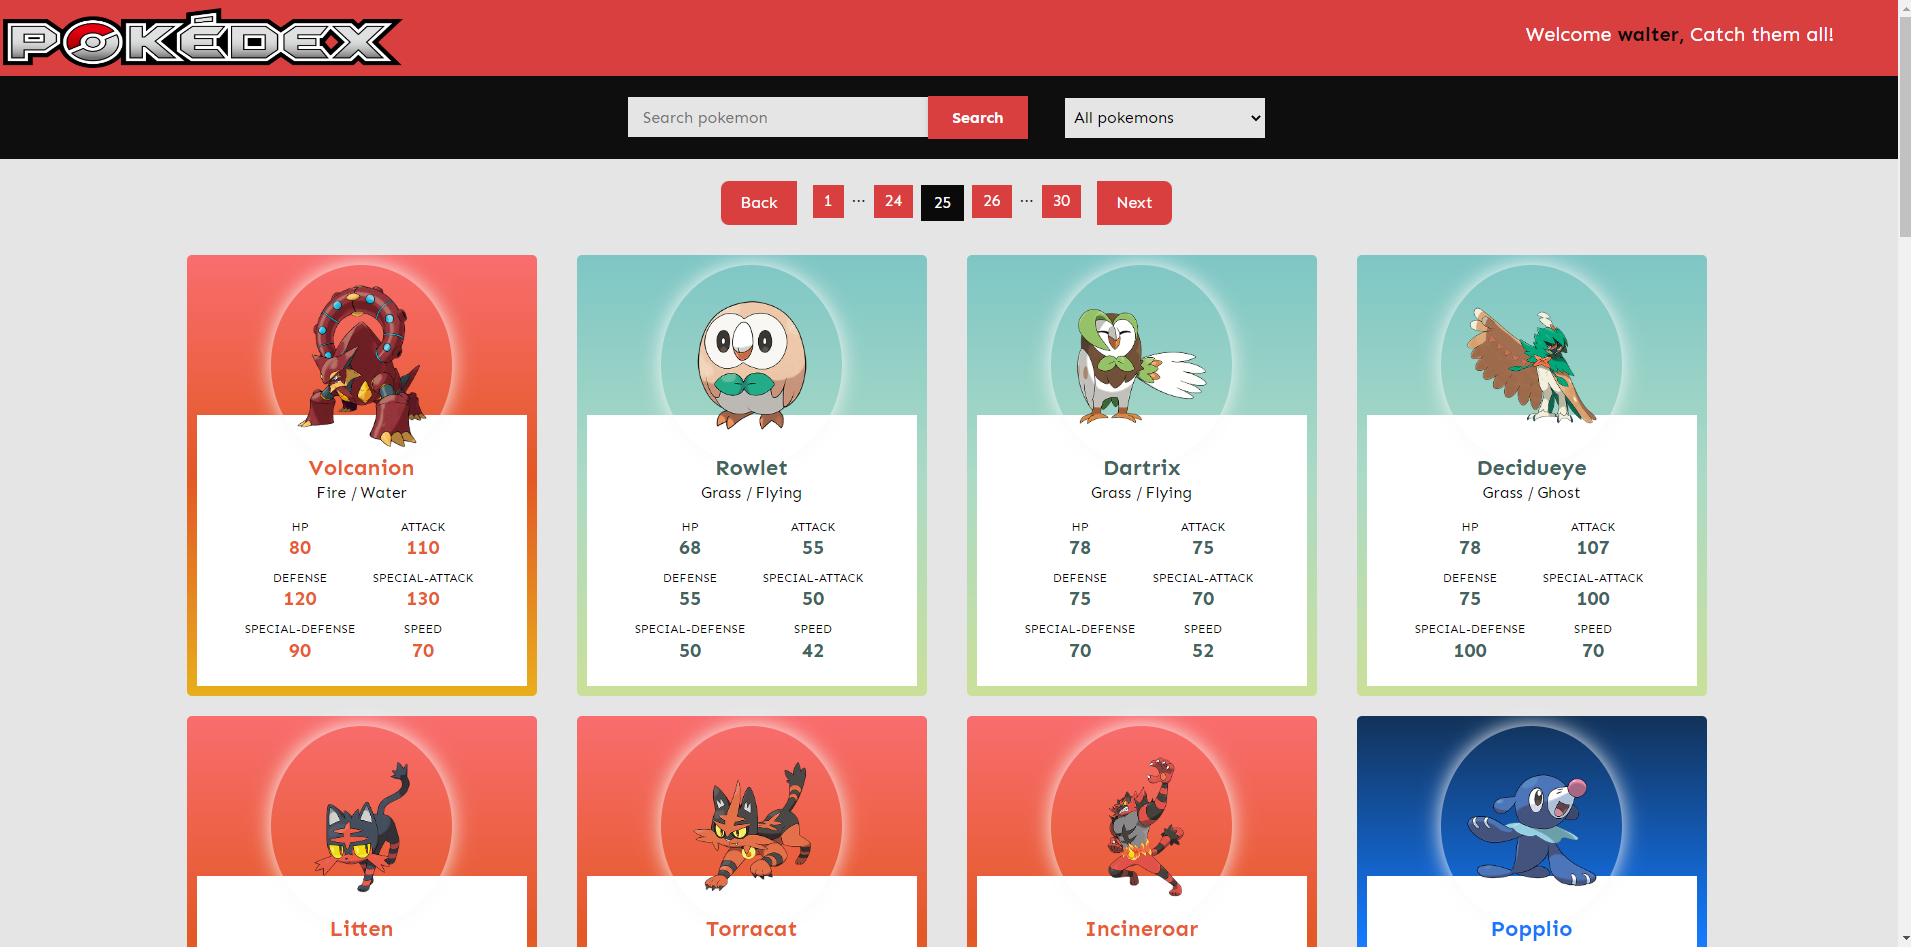 POKÉDEX
Welcome walter, Catch them all!
Search pokemon Search All pokemons
Back 1 ... 24 25 26 ... 30 Next
Volcanion
Fire / Water
HP ATTACK
80 110
DEFENSE SPECIAL-ATTACK
120 130
SPECIAL-DEFENSE SPEED
90 70
Rowlet
Grass / Flying
HP ATTACK
68 55
DEFENSE SPECIAL-ATTACK
55 50
SPECIAL-DEFENSE SPEED
50 42
Dartrix
Grass / Flying
HP ATTACK
78 75
DEFENSE SPECIAL-ATTACK
75 70
SPECIAL-DEFENSE SPEED
70 52
Decidueye
Grass / Ghost
HP ATTACK
78 107
DEFENSE SPECIAL-ATTACK
75 100
SPECIAL-DEFENSE SPEED
100 70
Litten
Torracat
Incineroar
Popplio